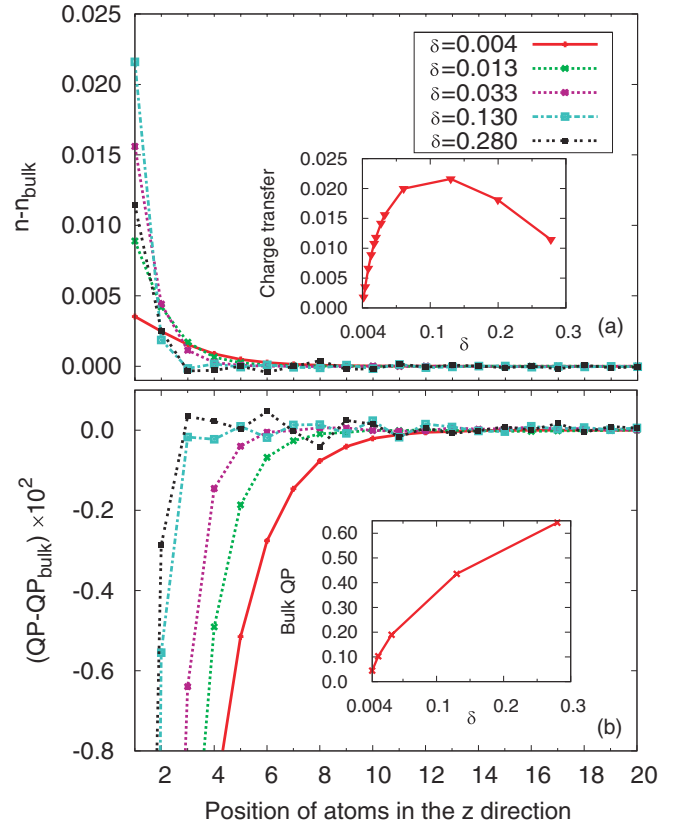 0.025
0.020
0.015
0.010
0.005
0.000
n-nbulk
δ=0.004
δ=0.013
δ=0.033
δ=0.130
δ=0.280
0.025
0.020
0.015
0.010
0.005
0.000
Charge transfer
0.004 0.1 0.2 0.3
δ
(a)
0.0
-0.2
-0.4
-0.6
-0.8
(QP-QPbulk) ×10²
0.60
0.50
0.40
0.30
0.20
0.10
0.0
Bulk QP
0.004 0.1 0.2 0.3
δ
(b)
2 4 6 8 10 12 14 16 18 20
Position of atoms in the z direction